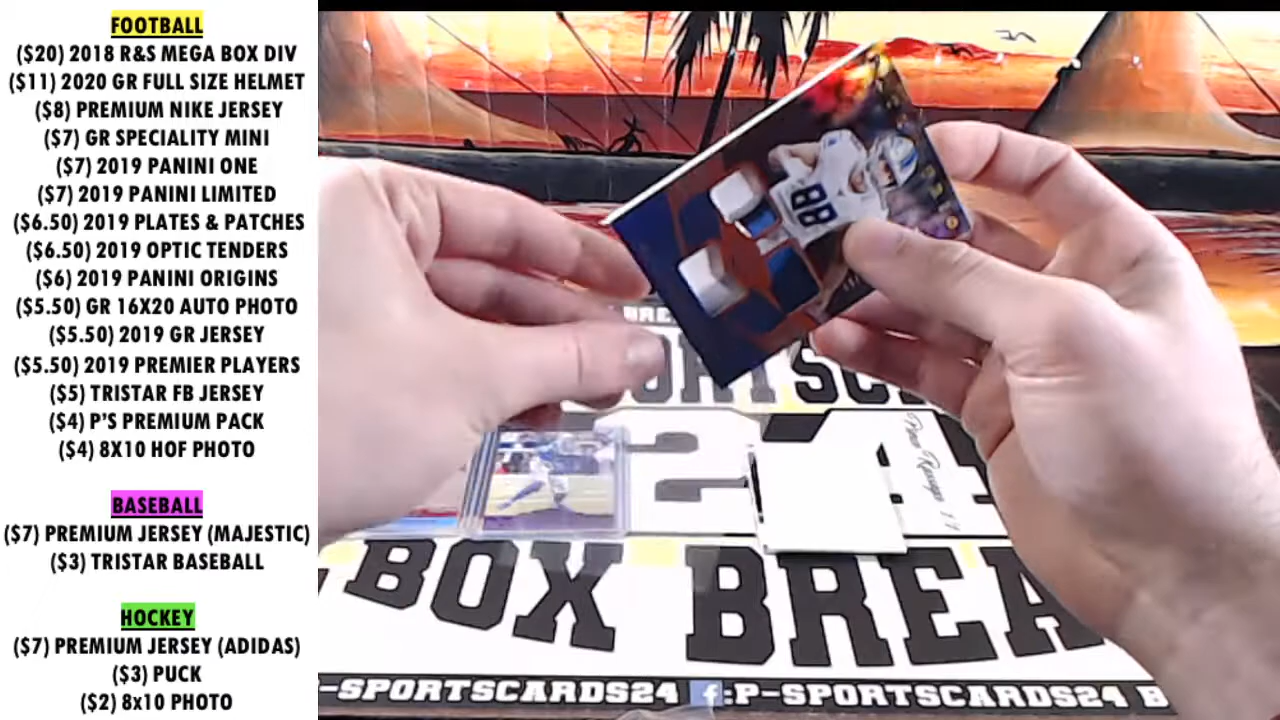 FOOTBALL
($20) 2018 R&S MEGA BOX DIV
($11) 2020 GR FULL SIZE HELMET
($8) PREMIUM NIKE JERSEY
($7) GR SPECIALITY MINI
($7) 2019 PANINI ONE
($7) 2019 PANINI LIMITED
($6.50) 2019 PLATES & PATCHES
($6.50) 2019 OPTIC TENDERS
($6) 2019 PANINI ORIGINS
($5.50) GR 16X20 AUTO PHOTO
($5.50) 2019 GR JERSEY
($5.50) 2019 PREMIER PLAYERS
($5) TRISTAR FB JERSEY
($4) P'S PREMIUM PACK
($4) 8X10 HOF PHOTO
BASEBALL
($7) PREMIUM JERSEY (MAJESTIC)
($3) TRISTAR BASEBALL
HOCKEY
($7) PREMIUM JERSEY (ADIDAS)
($3) PUCK
($2) 8x10 PHOTO
88
BRE
ORTSC
24
BOX BREA
-SPORTSCARDS24 f:P-SPORTSCARDS24 B